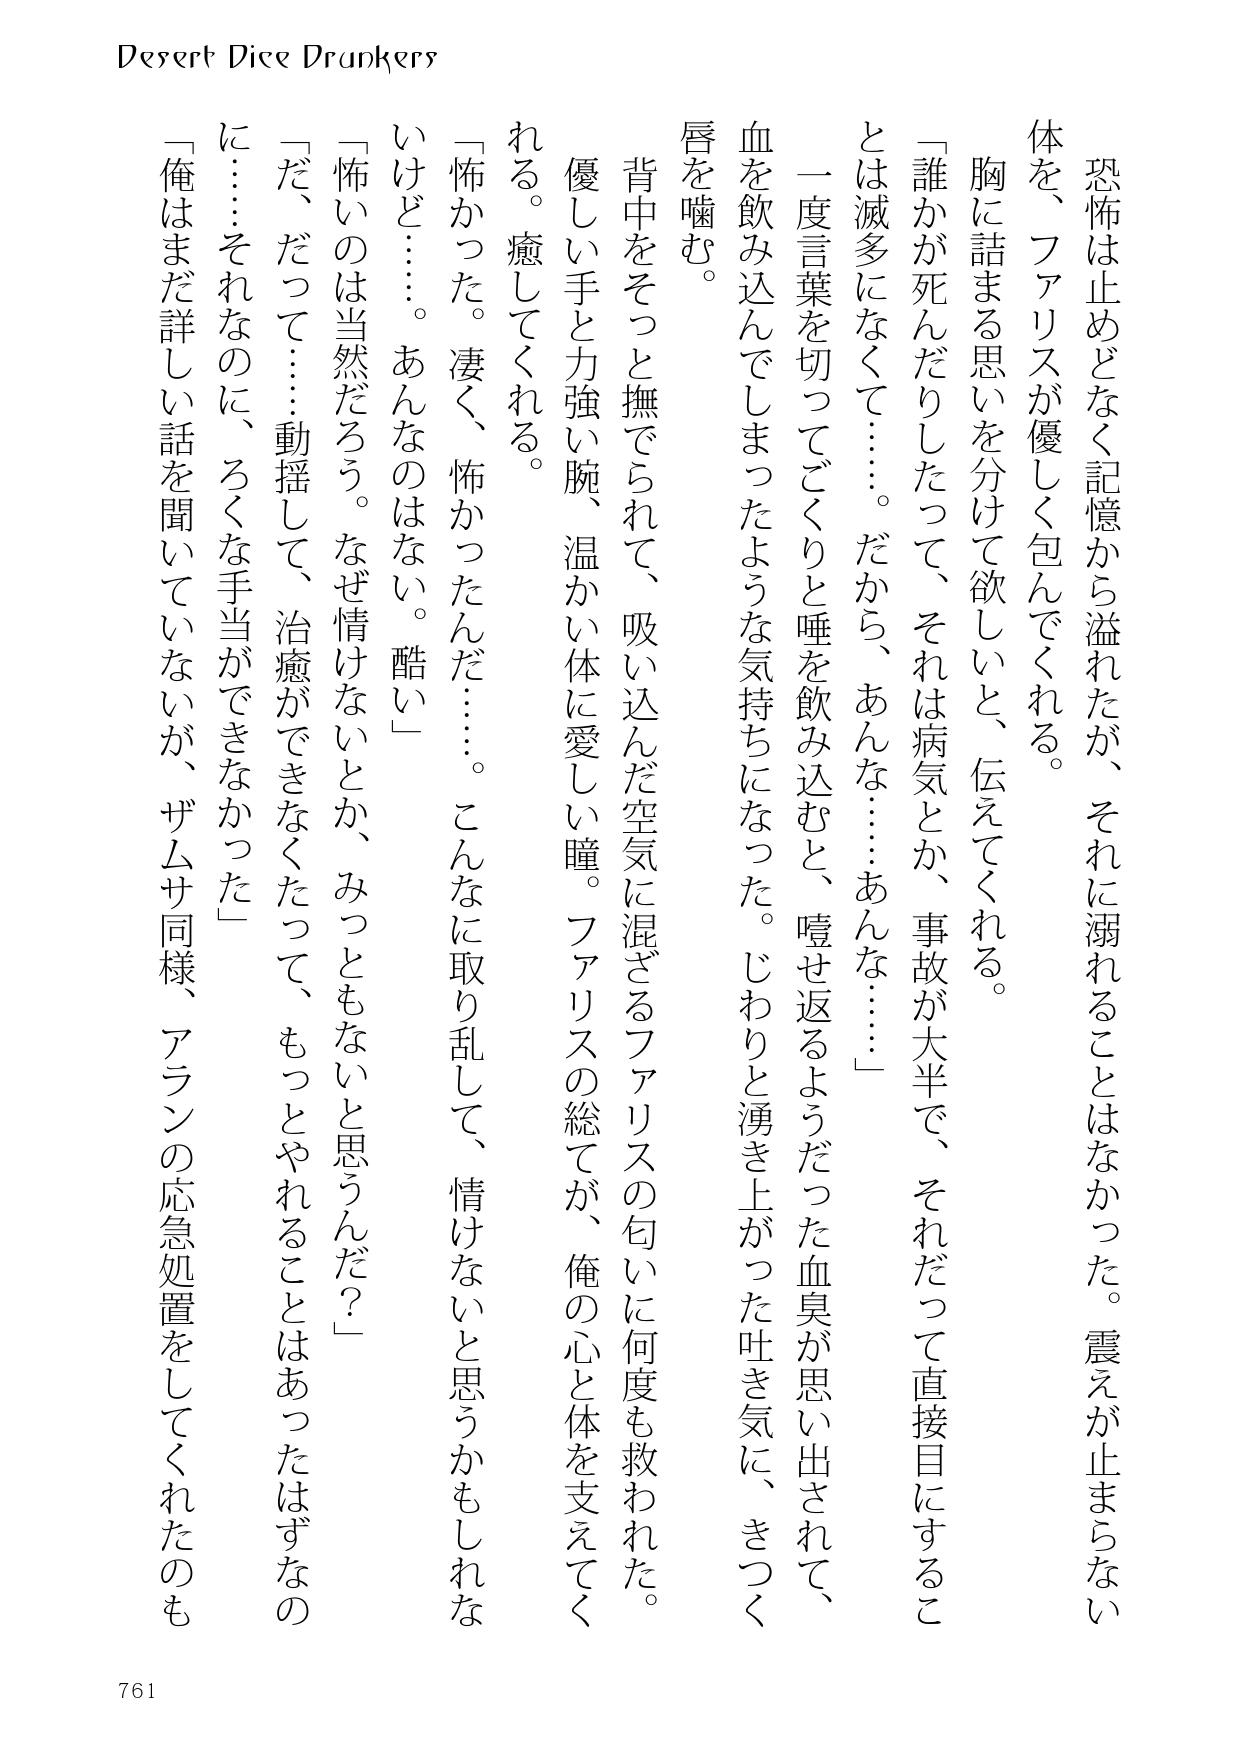 Desert Dice Drunkers
恐怖は止めどなく記憶から溢れたが、それに溺れることはなかった。震えが止まらない
体を、ファリスが優しく包んでくれる。
胸に詰まる思いを分けて欲しいと、伝えてくれる。
「誰かが死んだりしたって、それは病気とか、事故が大半で、それだって直接目にするこ
とは滅多になくて……。だから、あんな……あんな……」
一度言葉を切ってごくりと唾を飲み込むと、噎せ返るようだった血臭が思い出されて、
血を飲み込んでしまったような気持ちになった。じわりと湧き上がった吐き気に、きつく
唇を噛む。
背中をそっと撫でられて、吸い込んだ空気に混ざるファリスの匂いに何度も救われた。
優しい手と力強い腕、温かい体に愛しい瞳。ファリスの総てが、俺の心と体を支えてく
れる。癒してくれる。
「怖かった。凄く、怖かったんだ……。こんなに取り乱して、情けないと思うかもしれな
いけど……。あんなのはない。酷い」
「怖いのは当然だろう。なぜ情けないとか、みっともないと思うんだ？」
「だ、だって……動揺して、治癒ができなくたって、もっとやれることはあったはずなの
に……それなのに、ろくな手当ができなかった」
「俺はまだ詳しい話を聞いていないが、ザムサ同様、アランの応急処置をしてくれたのも
761